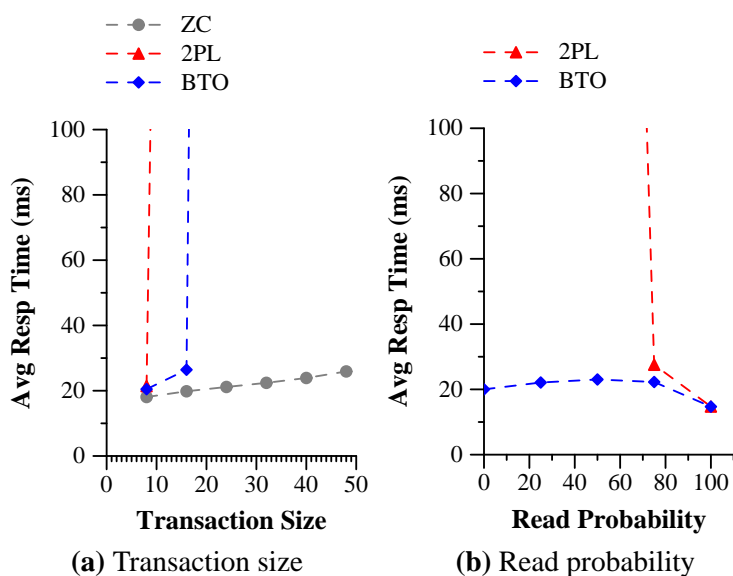 ZC
2PL
BTO
100
80
60
40
20
0
Avg Resp Time (ms)
0 10 20 30 40 50
Transaction Size
(a) Transaction size
2PL
BTO
100
80
60
40
20
0
Avg Resp Time (ms)
0 20 40 60 80 100
Read Probability
(b) Read probability